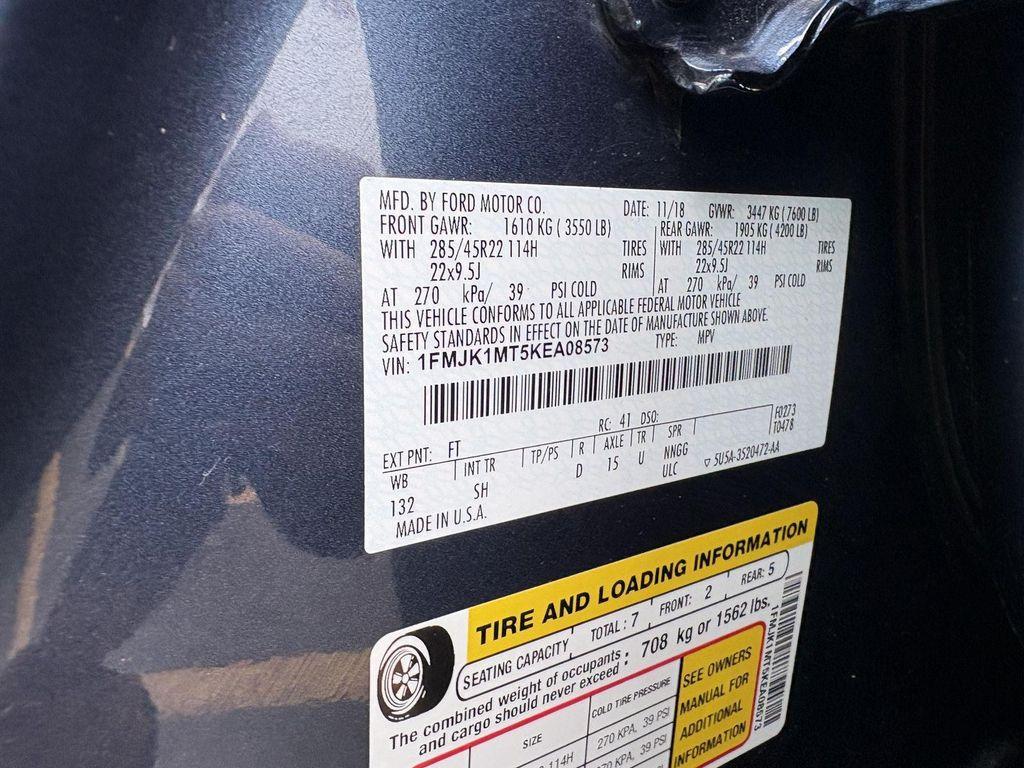 MFD. BY FORD MOTOR CO. DATE: 11/18 GVWR: 3447 KG ( 7600 LB)
FRONT GAWR: 1610 KG ( 3550 LB) REAR GAWR: 1905 KG ( 4200 LB)
WITH 285/45R22 114H TIRES WITH 285/45R22 114H TIRES
22x9.5J RIMS 22x9.5J RIMS
AT 270 kPa/ 39 PSI COLD AT 270 kPa/ 39 PSI COLD
THIS VEHICLE CONFORMS TO ALL APPLICABLE FEDERAL MOTOR VEHICLE
SAFETY STANDARDS IN EFFECT ON THE DATE OF MANUFACTURE SHOWN ABOVE.
VIN: 1FMJK1MT5KEA08573 TYPE: MPV
EXT PNT: FT RC: 41 DSO: F0273
WB INT TR TP/PS R AXLE TR SPR T0478
132 SH D 15 U NNGG
ULC ▽ 5U5A-3520472-AA
MADE IN U.S.A.
TIRE AND LOADING INFORMATION
SEATING CAPACITY TOTAL : 7 FRONT: 2 REAR: 5
The combined weight of occupants
and cargo should never exceed : 708 kg or 1562 lbs.
SIZE COLD TIRE PRESSURE
114H 270 KPA, 39 PSI
39 PSI
SEE OWNERS
MANUAL FOR
ADDITIONAL
INFORMATION
1FMJK1MT5KEA08573